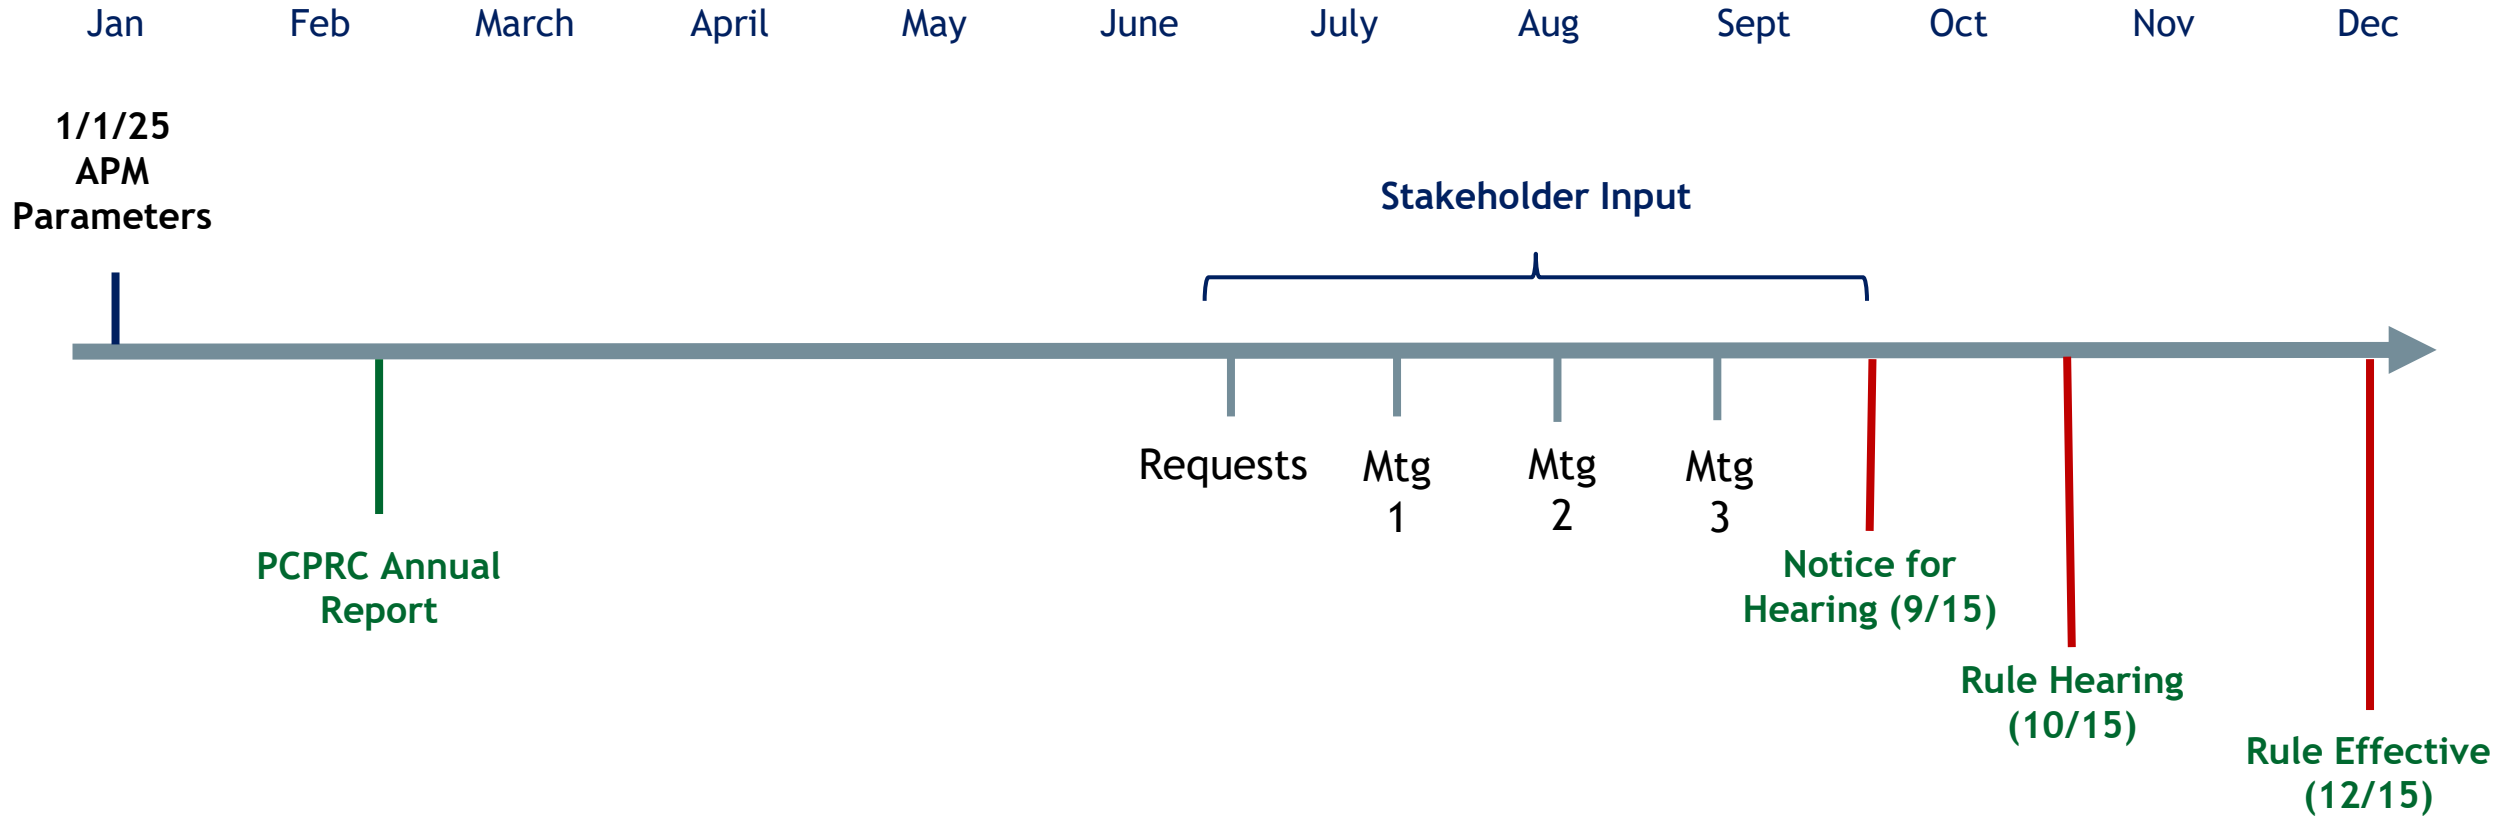 Jan Feb March April May June July Aug Sept Oct Nov Dec
1/1/25
APM
Parameters
Stakeholder Input
Requests
Mtg
1
Mtg
2
Mtg
3
PCPRC Annual
Report
Notice for
Hearing (9/15)
Rule Hearing
(10/15)
Rule Effective
(12/15)